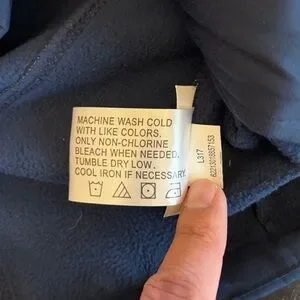 MACHINE WASH COLD
WITH LIKE COLORS.
ONLY NON-CHLORINE
BLEACH WHEN NEEDED.
TUMBLE DRY LOW.
COOL IRON IF NECESSARY.
L317
62213018857153